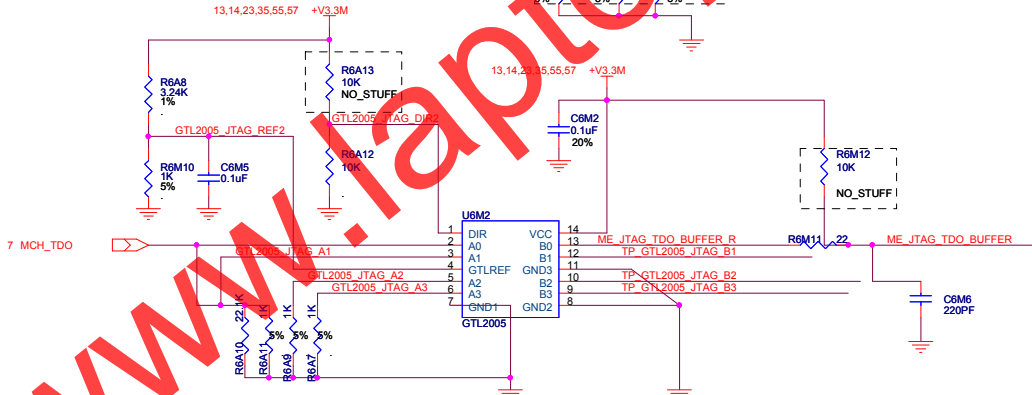 13,14,23,35,55,57 +V3.3M
R6A8
3.24K
1%
R6A13
10K
NO_STUFF
13,14,23,35,55,57 +V3.3M
GTL2005_JTAG_REF2
GTL2005_JTAG_DIR2
C6M2
0.1uF
20%
R6M10
1K
5%
C6M5
0.1uF
R6A12
10K
R6M12
10K
NO_STUFF
U6M2
7 MCH_TDO
1 DIR
2 A0
3 A1
4 GTLREF
5 A2
6 A3
7 GND1
VCC 14
B0 13
B1 12
GND3 11
B2 10
B3 9
GND2 8
GTL2005
GTL2005_JTAG_A1
GTL2005_JTAG_A2
GTL2005_JTAG_A3
ME_JTAG_TDO_BUFFER_R
TP_GTL2005_JTAG_B1
TP_GTL2005_JTAG_B2
TP_GTL2005_JTAG_B3
R6M11 22
ME_JTAG_TDO_BUFFER
C6M6
220PF
R6A10 22.1K
R6A11 1K 5%
R6A9 1K 5%
R6A7 1K 5%
www.lapto